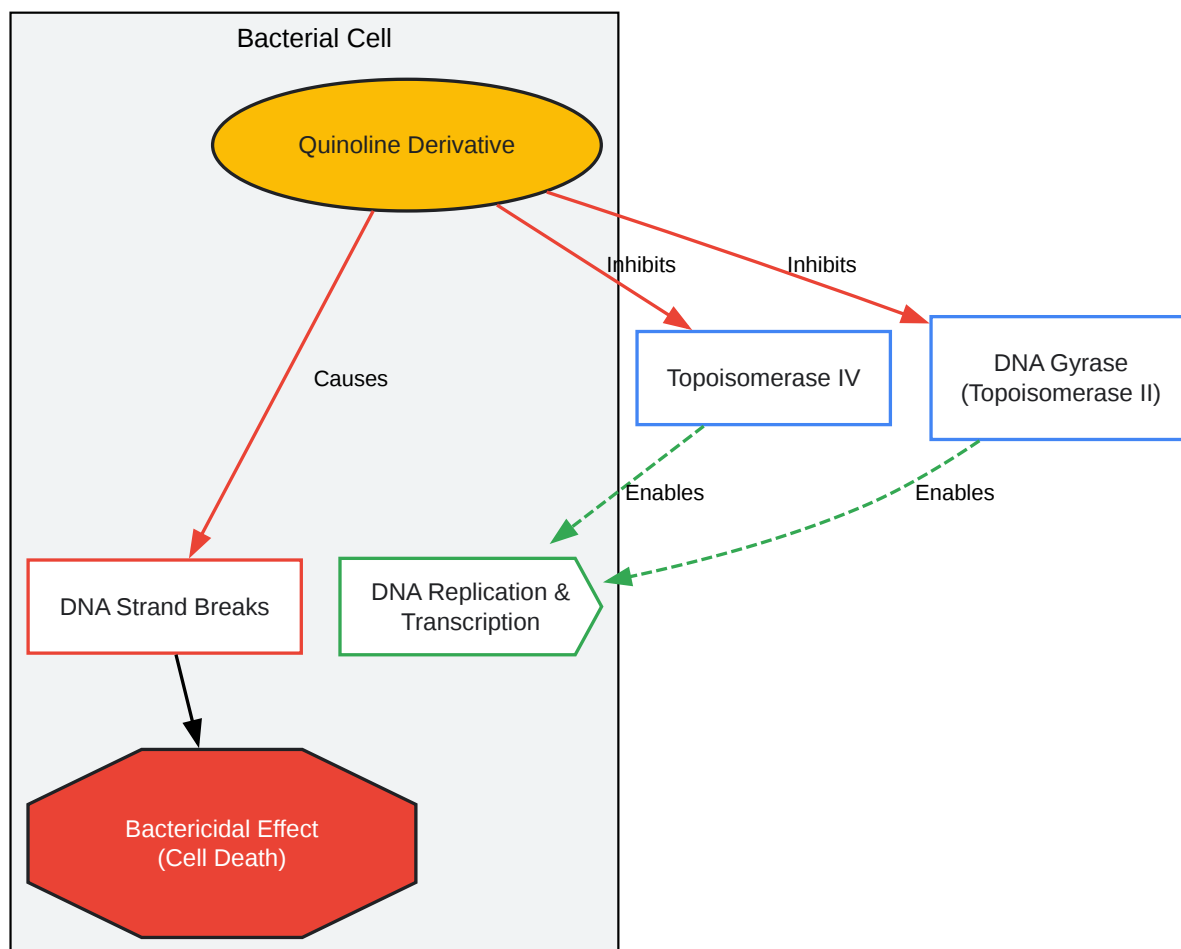 Bacterial Cell
Quinoline Derivative
Inhibits
Inhibits
Topoisomerase IV
DNA Gyrase
(Topoisomerase II)
Causes
Enables
Enables
DNA Strand Breaks
DNA Replication &
Transcription
Bactericidal Effect
(Cell Death)